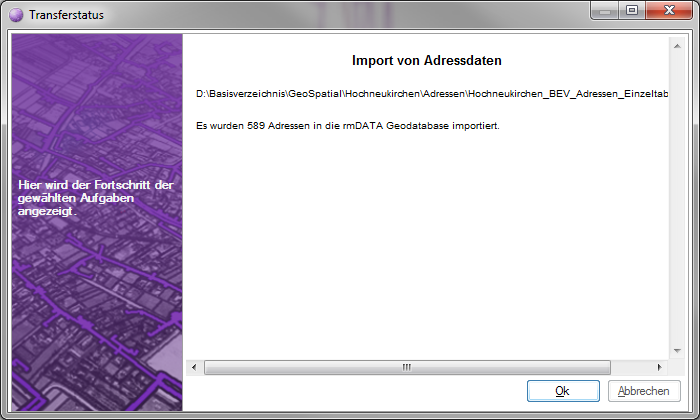 Transferstatus
Import von Adressdaten
D:\Basisverzeichnis\GeoSpatial\Hochneukirchen\Adressen\Hochneukirchen_BEV_Adressen_Einzeltab
Es wurden 589 Adressen in die rmDATA Geodatabase importiert.
Hier wird der Fortschritt der
gewählten Aufgaben
angezeigt.
Ok
Abbrechen